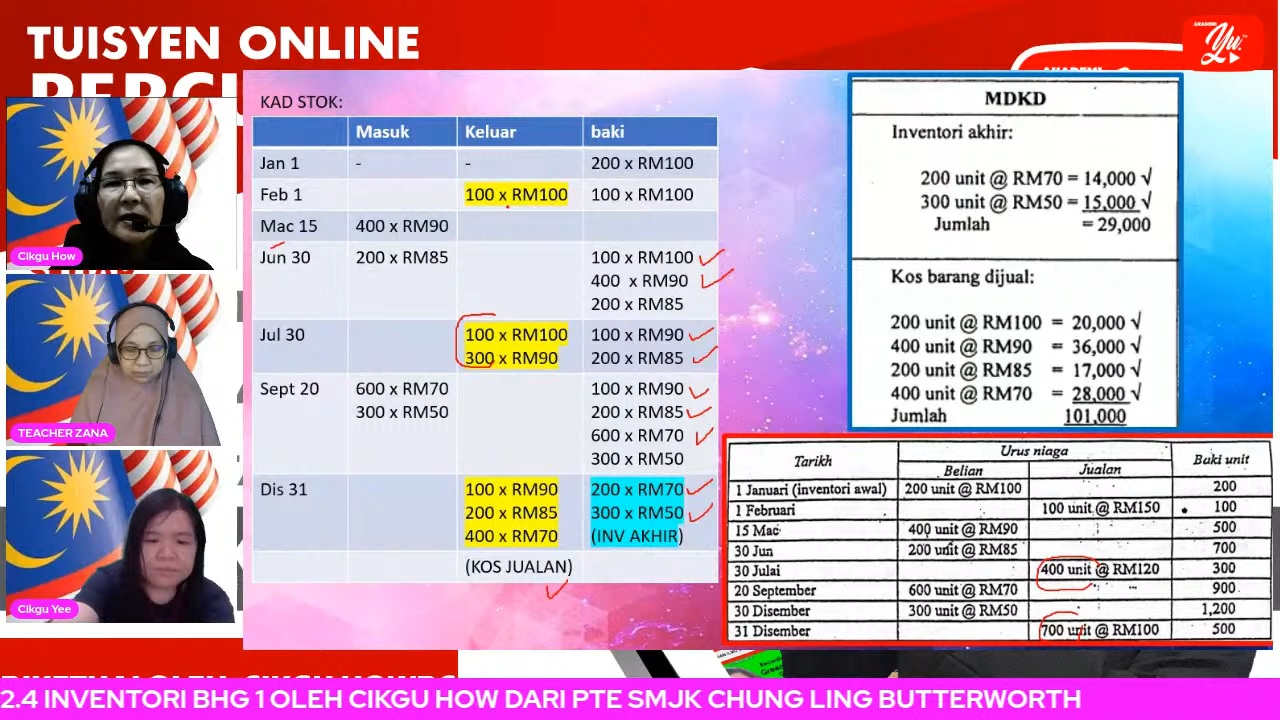 TUISYEN ONLINE
AKADEMI
Yu
KAD STOK:
Masuk Keluar baki
Jan 1 - - 200 x RM100
Feb 1 100 x RM100 100 x RM100
Mac 15 400 x RM90
Jun 30 200 x RM85 100 x RM100
400 x RM90
200 x RM85
Jul 30 100 x RM100 100 x RM90
300 x RM90 200 x RM85
Sept 20 600 x RM70 100 x RM90
300 x RM50 200 x RM85
600 x RM70
300 x RM50
Dis 31 100 x RM90 200 x RM70
200 x RM85 300 x RM50
400 x RM70 (INV AKHIR)
(KOS JUALAN)
MDKD
Inventori akhir:
200 unit @ RM70 = 14,000 √
300 unit @ RM50 = 15,000 √
Jumlah = 29,000
Kos barang dijual:
200 unit @ RM100 = 20,000 √
400 unit @ RM90 = 36,000 √
200 unit @ RM85 = 17,000 √
400 unit @ RM70 = 28,000 √
Jumlah 101,000
Tarikh Urus niaga Baki unit
Belian Jualan
1 Januari (inventori awal) 200 unit @ RM100 200
1 Februari 100 unit @ RM150 100
15 Mac 400 unit @ RM90 500
30 Jun 200 unit @ RM85 700
30 Julai 400 unit @ RM120 300
20 September 600 unit @ RM70 900
30 Disember 300 unit @ RM50 1,200
31 Disember 700 unit @ RM100 500
Cikgu How
TEACHER ZANA
Cikgu Yee
2.4 INVENTORI BHG 1 OLEH CIKGU HOW DARI PTE SMJK CHUNG LING BUTTERWORTH